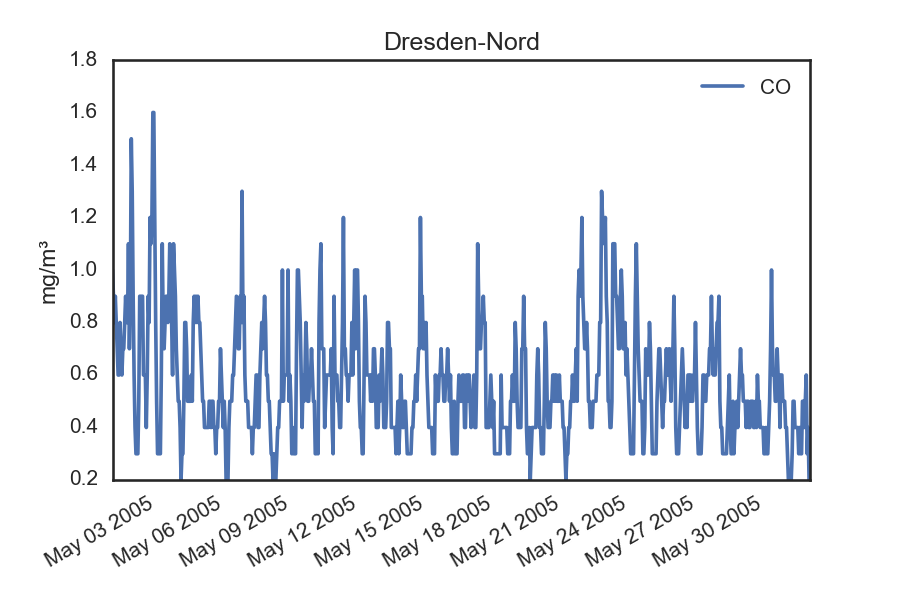 Dresden-Nord
CO
mg/m³
1.8
1.6
1.4
1.2
1.0
0.8
0.6
0.4
0.2
May 03 2005
May 06 2005
May 09 2005
May 12 2005
May 15 2005
May 18 2005
May 21 2005
May 24 2005
May 27 2005
May 30 2005